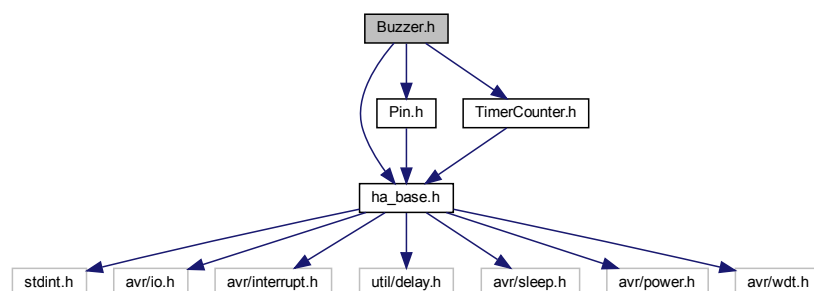 Buzzer.h
Pin.h
TimerCounter.h
ha_base.h
stdint.h
avr/io.h
avr/interrupt.h
util/delay.h
avr/sleep.h
avr/power.h
avr/wdt.h